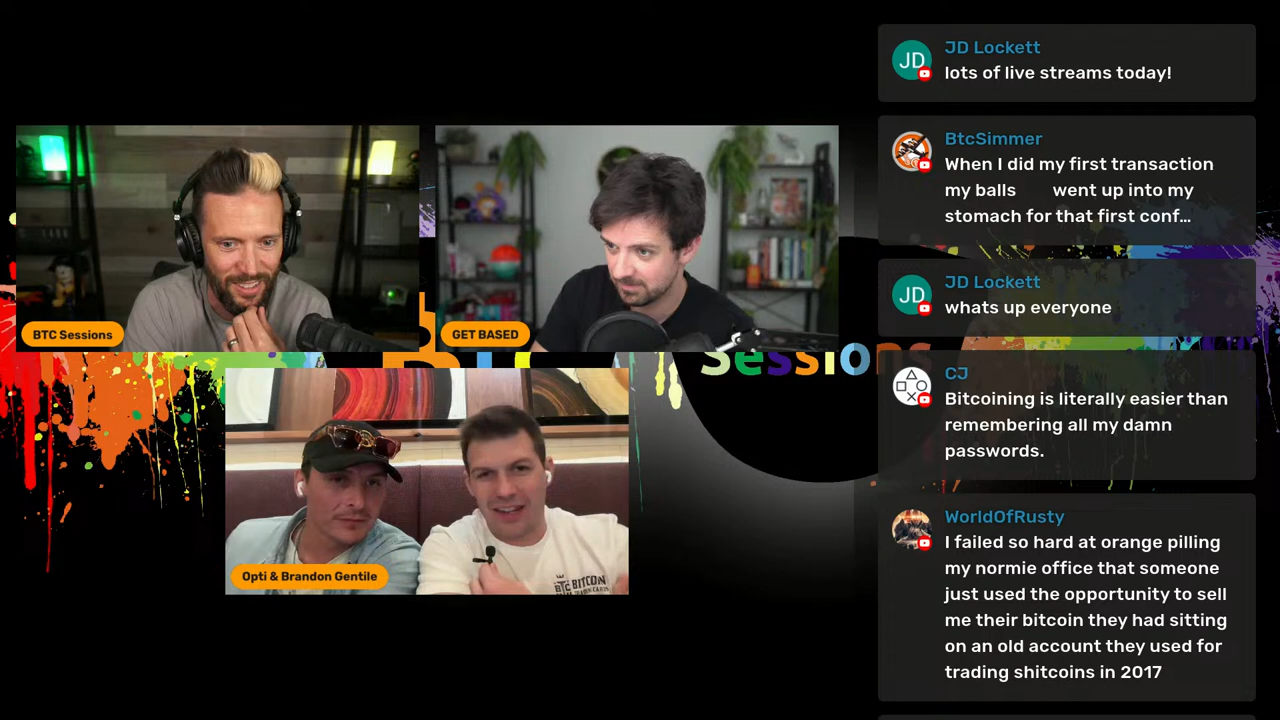 BTC Sessions
GET BASED
Sessions
Opti & Brandon Gentile
BTC BITCOIN
JD
JD Lockett
lots of live streams today!
BtcSimmer
When I did my first transaction
my balls went up into my
stomach for that first conf…
JD
JD Lockett
whats up everyone
CJ
Bitcoining is literally easier than
remembering all my damn
passwords.
WorldOfRusty
I failed so hard at orange pilling
my normie office that someone
just used the opportunity to sell
me their bitcoin they had sitting
on an old account they used for
trading shitcoins in 2017